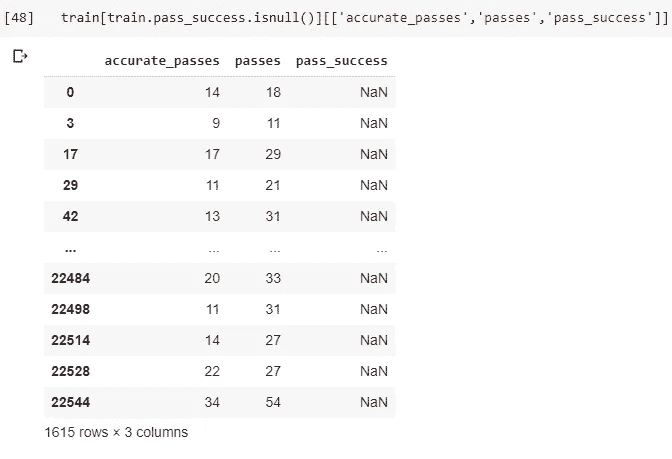 [48] train[train.pass_success.isnull()][['accurate_passes','passes','pass_success']]
accurate_passes passes pass_success
0 14 18 NaN
3 9 11 NaN
17 17 29 NaN
29 11 21 NaN
42 13 31 NaN
... ... ... ...
22484 20 33 NaN
22498 11 31 NaN
22514 14 27 NaN
22528 22 27 NaN
22544 34 54 NaN
1615 rows × 3 columns